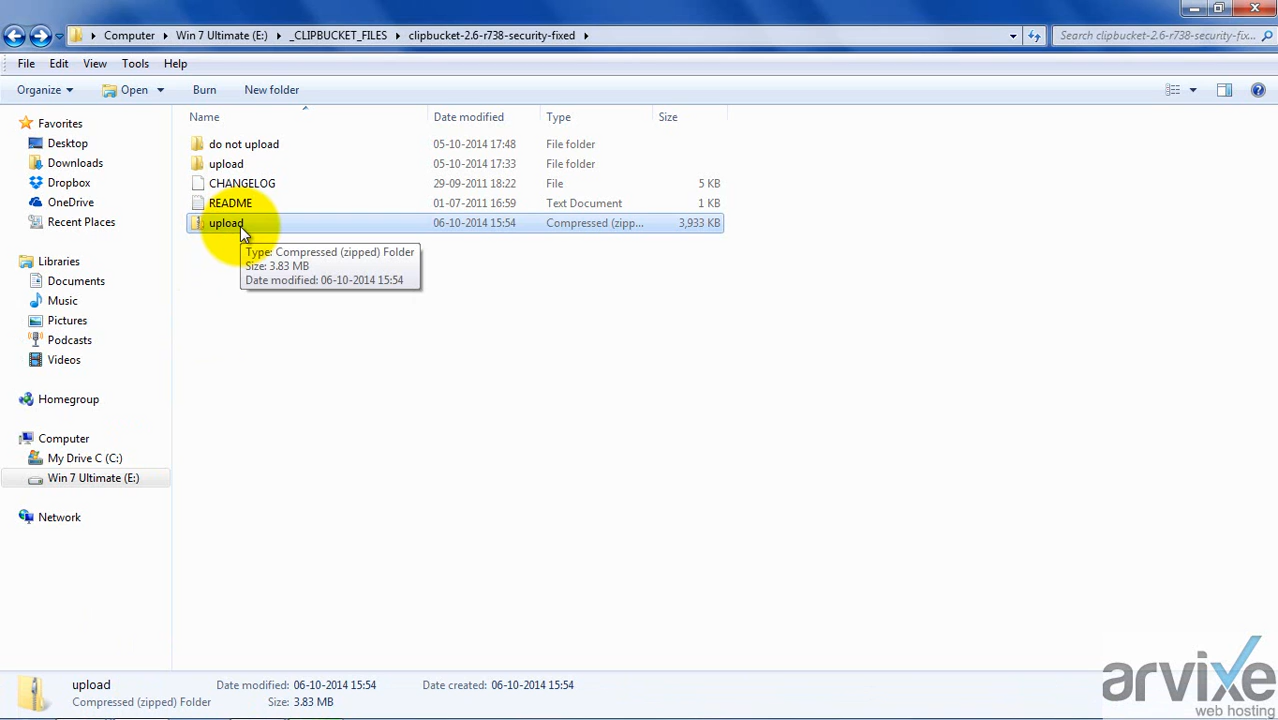 Computer Win 7 Ultimate (E:) _CLIPBUCKET_FILES clipbucket-2.6-r738-security-fixed Search clipbucket-2.6-r738-security-fix...
File Edit View Tools Help
Organize Open Burn New folder
Favorites
Desktop
Downloads
Dropbox
OneDrive
Recent Places
Libraries
Documents
Music
Pictures
Podcasts
Videos
Homegroup
Computer
My Drive C (C:)
Win 7 Ultimate (E:)
Network
Name Date modified Type Size
do not upload 05-10-2014 17:48 File folder
upload 05-10-2014 17:33 File folder
CHANGELOG 29-09-2011 18:22 File 5 KB
README 01-07-2011 16:59 Text Document 1 KB
upload 06-10-2014 15:54 Compressed (zipp... 3,933 KB
Type: Compressed (zipped) Folder
Size: 3.83 MB
Date modified: 06-10-2014 15:54
upload Date modified: 06-10-2014 15:54 Date created: 06-10-2014 15:54
Compressed (zipped) Folder Size: 3.83 MB
arvixe
web hosting